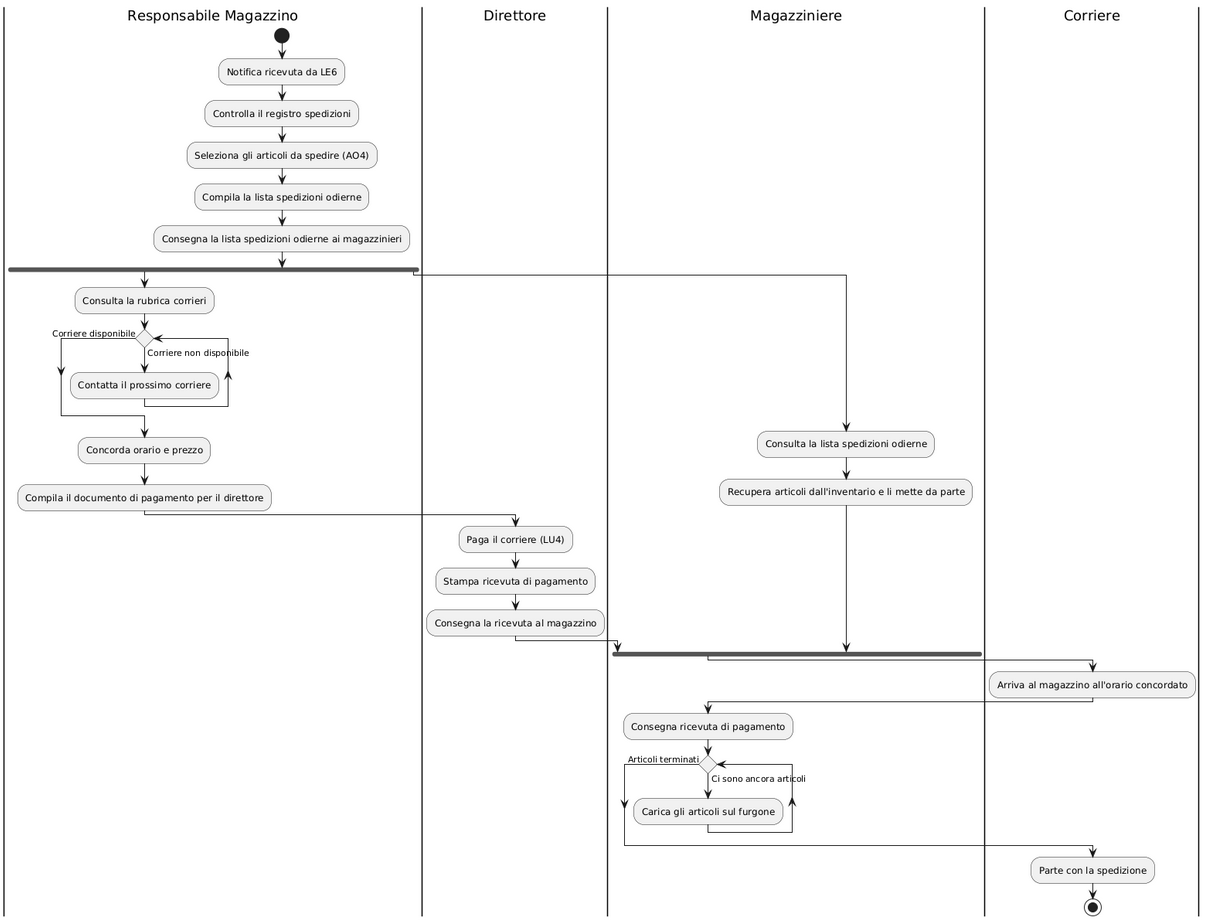 Responsabile Magazzino
Direttore
Magazziniere
Corriere
Notifica ricevuta da LE6
Controlla il registro spedizioni
Seleziona gli articoli da spedire (AO4)
Compila la lista spedizioni odierne
Consegna la lista spedizioni odierne ai magazzinieri
Consulta la rubrica corrieri
Corriere disponibile
Corriere non disponibile
Contatta il prossimo corriere
Concorda orario e prezzo
Consulta la lista spedizioni odierne
Compila il documento di pagamento per il direttore
Recupera articoli dall'inventario e li mette da parte
Paga il corriere (LU4)
Stampa ricevuta di pagamento
Consegna la ricevuta al magazzino
Arriva al magazzino all'orario concordato
Consegna ricevuta di pagamento
Articoli terminati
Ci sono ancora articoli
Carica gli articoli sul furgone
Parte con la spedizione